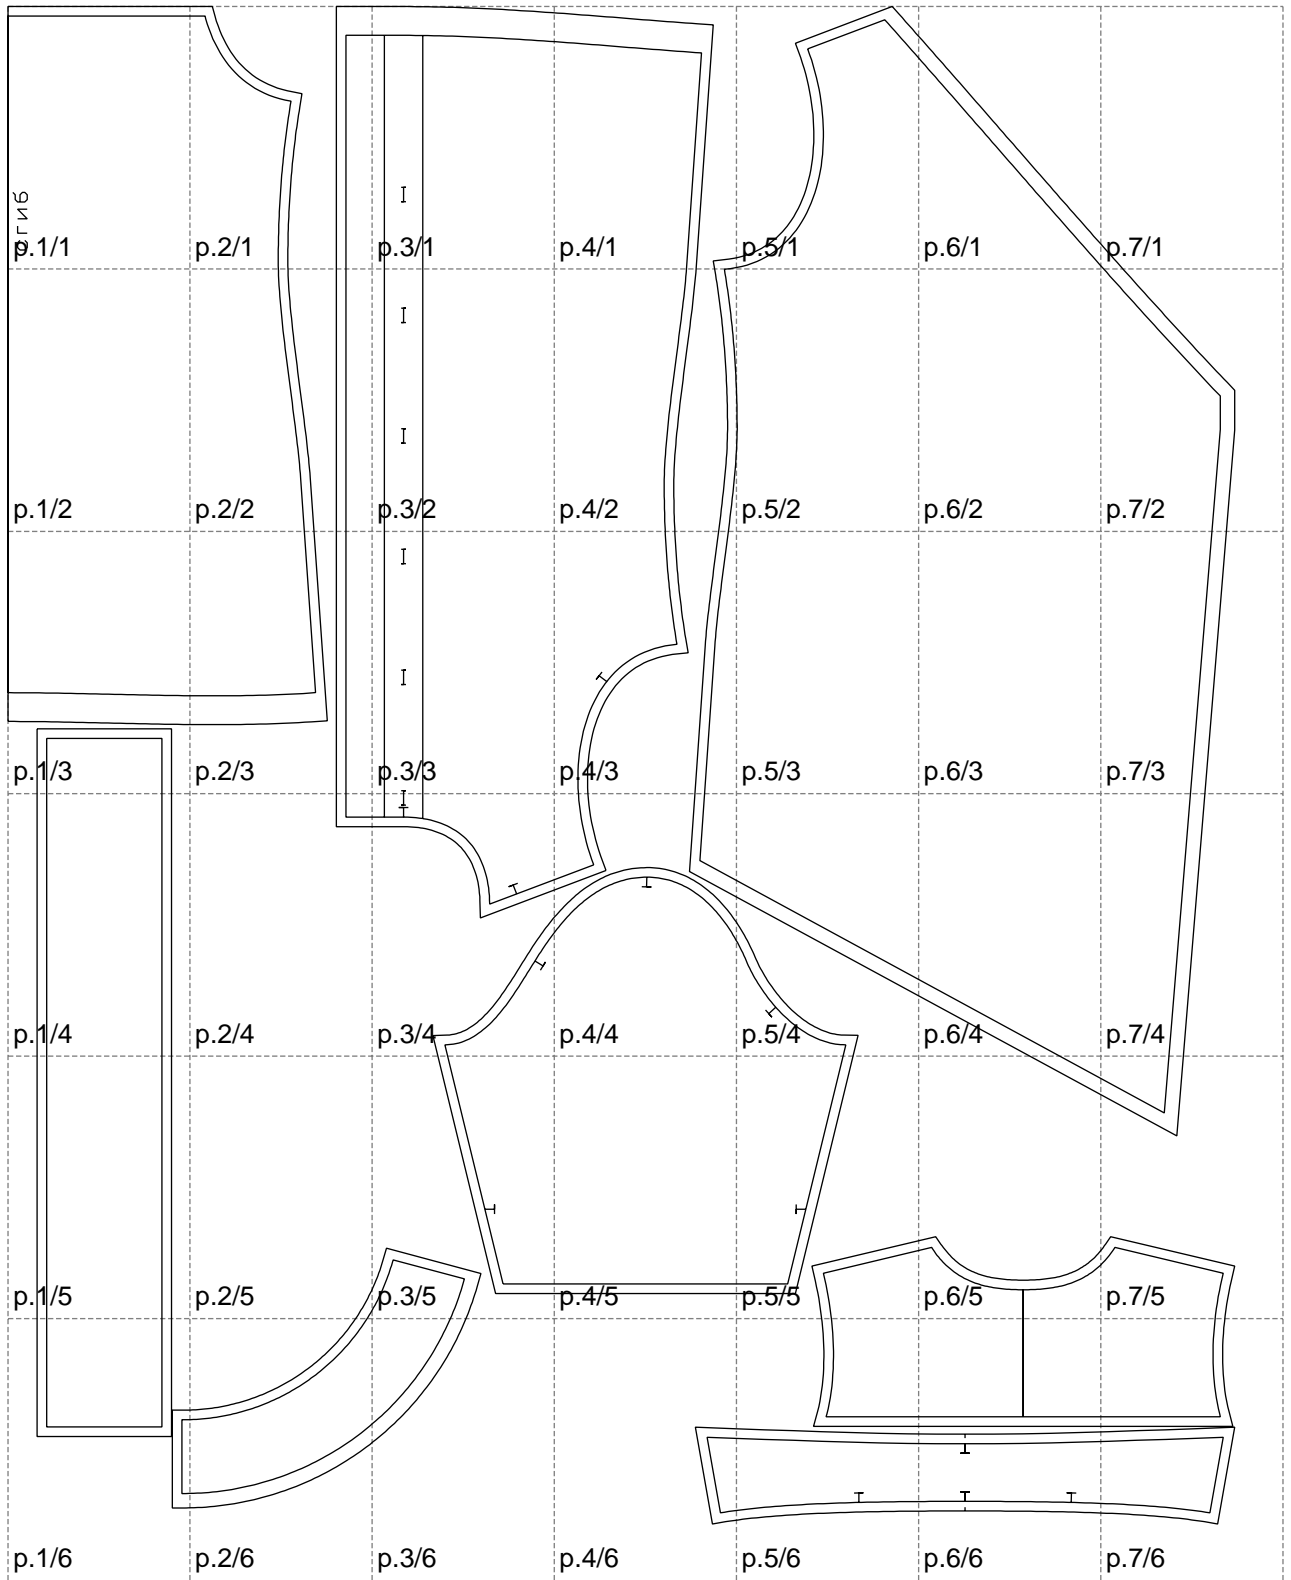 сгиб
p.1/1 p.2/1 p.3/1 p.4/1 p.5/1 p.6/1 p.7/1
p.1/2 p.2/2 p.3/2 p.4/2 p.5/2 p.6/2 p.7/2
p.1/3 p.2/3 p.3/3 p.4/3 p.5/3 p.6/3 p.7/3
p.1/4 p.2/4 p.3/4 p.4/4 p.5/4 p.6/4 p.7/4
p.1/5 p.2/5 p.3/5 p.4/5 p.5/5 p.6/5 p.7/5
p.1/6 p.2/6 p.3/6 p.4/6 p.5/6 p.6/6 p.7/6